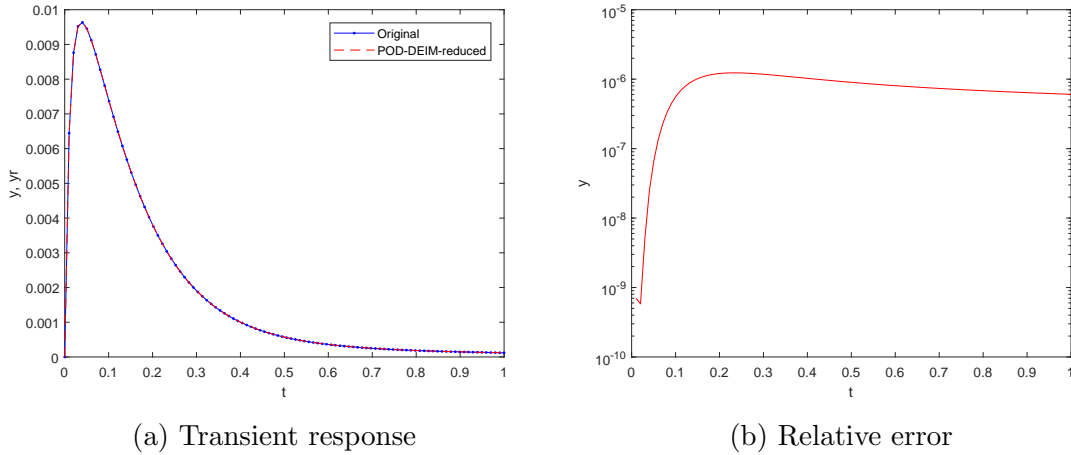 0.01
0.009
0.008
0.007
0.006
0.005
0.004
0.003
0.002
0.001
0
y, yr
Original
POD-DEIM-reduced
0 0.1 0.2 0.3 0.4 0.5 0.6 0.7 0.8 0.9 1
t
(a) Transient response
10^-5
10^-6
10^-7
10^-8
10^-9
10^-10
y
0 0.1 0.2 0.3 0.4 0.5 0.6 0.7 0.8 0.9 1
t
(b) Relative error